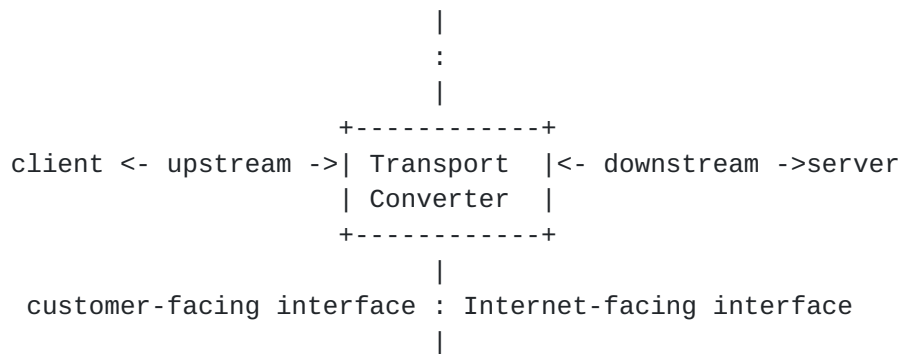 |
:
|
+------------+
client <- upstream ->| Transport |<- downstream ->server
| Converter |
+------------+
|
customer-facing interface : Internet-facing interface
|